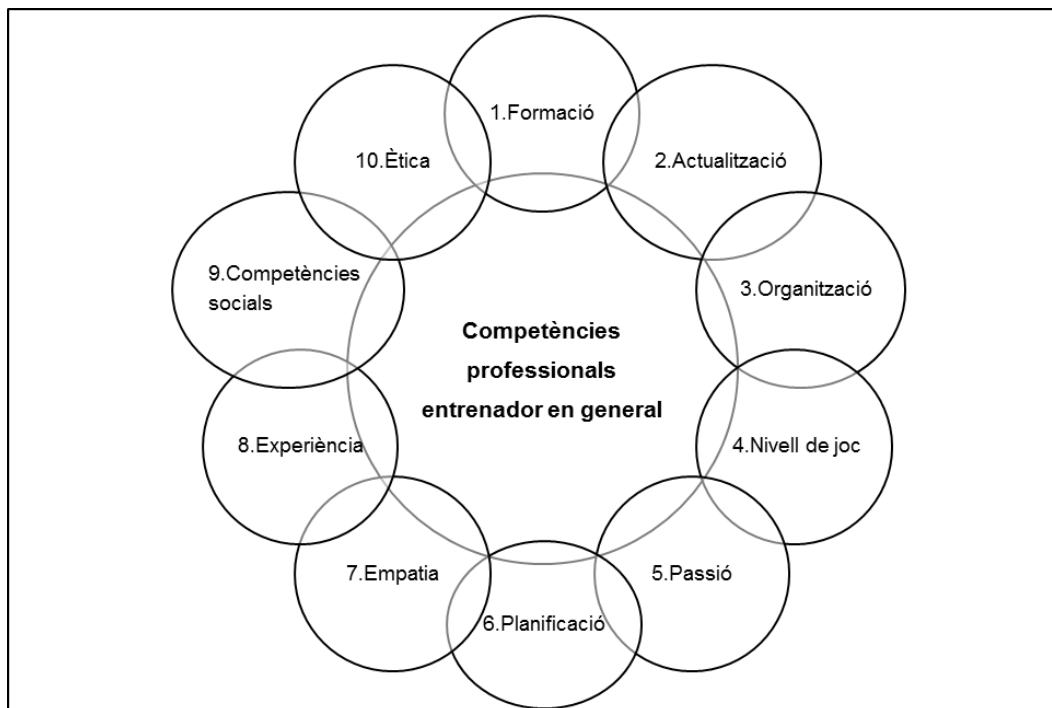 1.Formació
2.Actualització
3.Organització
4.Nivell de joc
5.Passió
6.Planificació
7.Empatia
8.Experiència
9.Competències
socials
10.Ètica
Competències
professionals
entrenador en general